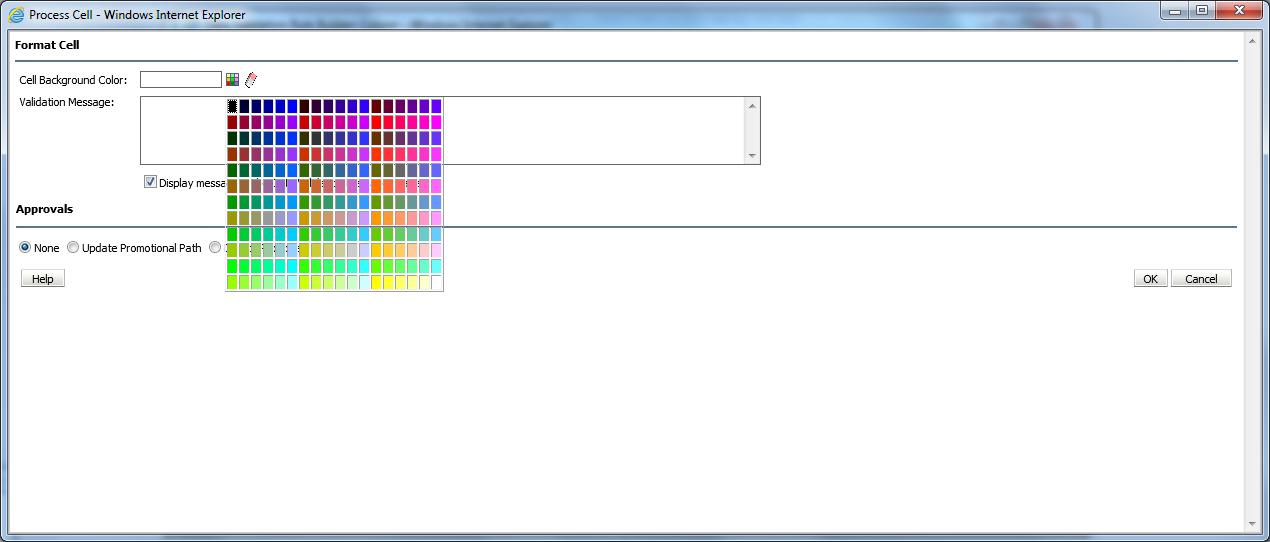 Process Cell - Windows Internet Explorer
Format Cell
Cell Background Color:
Validation Message:
Display messa
Approvals
None Update Promotional Path
Help OK Cancel